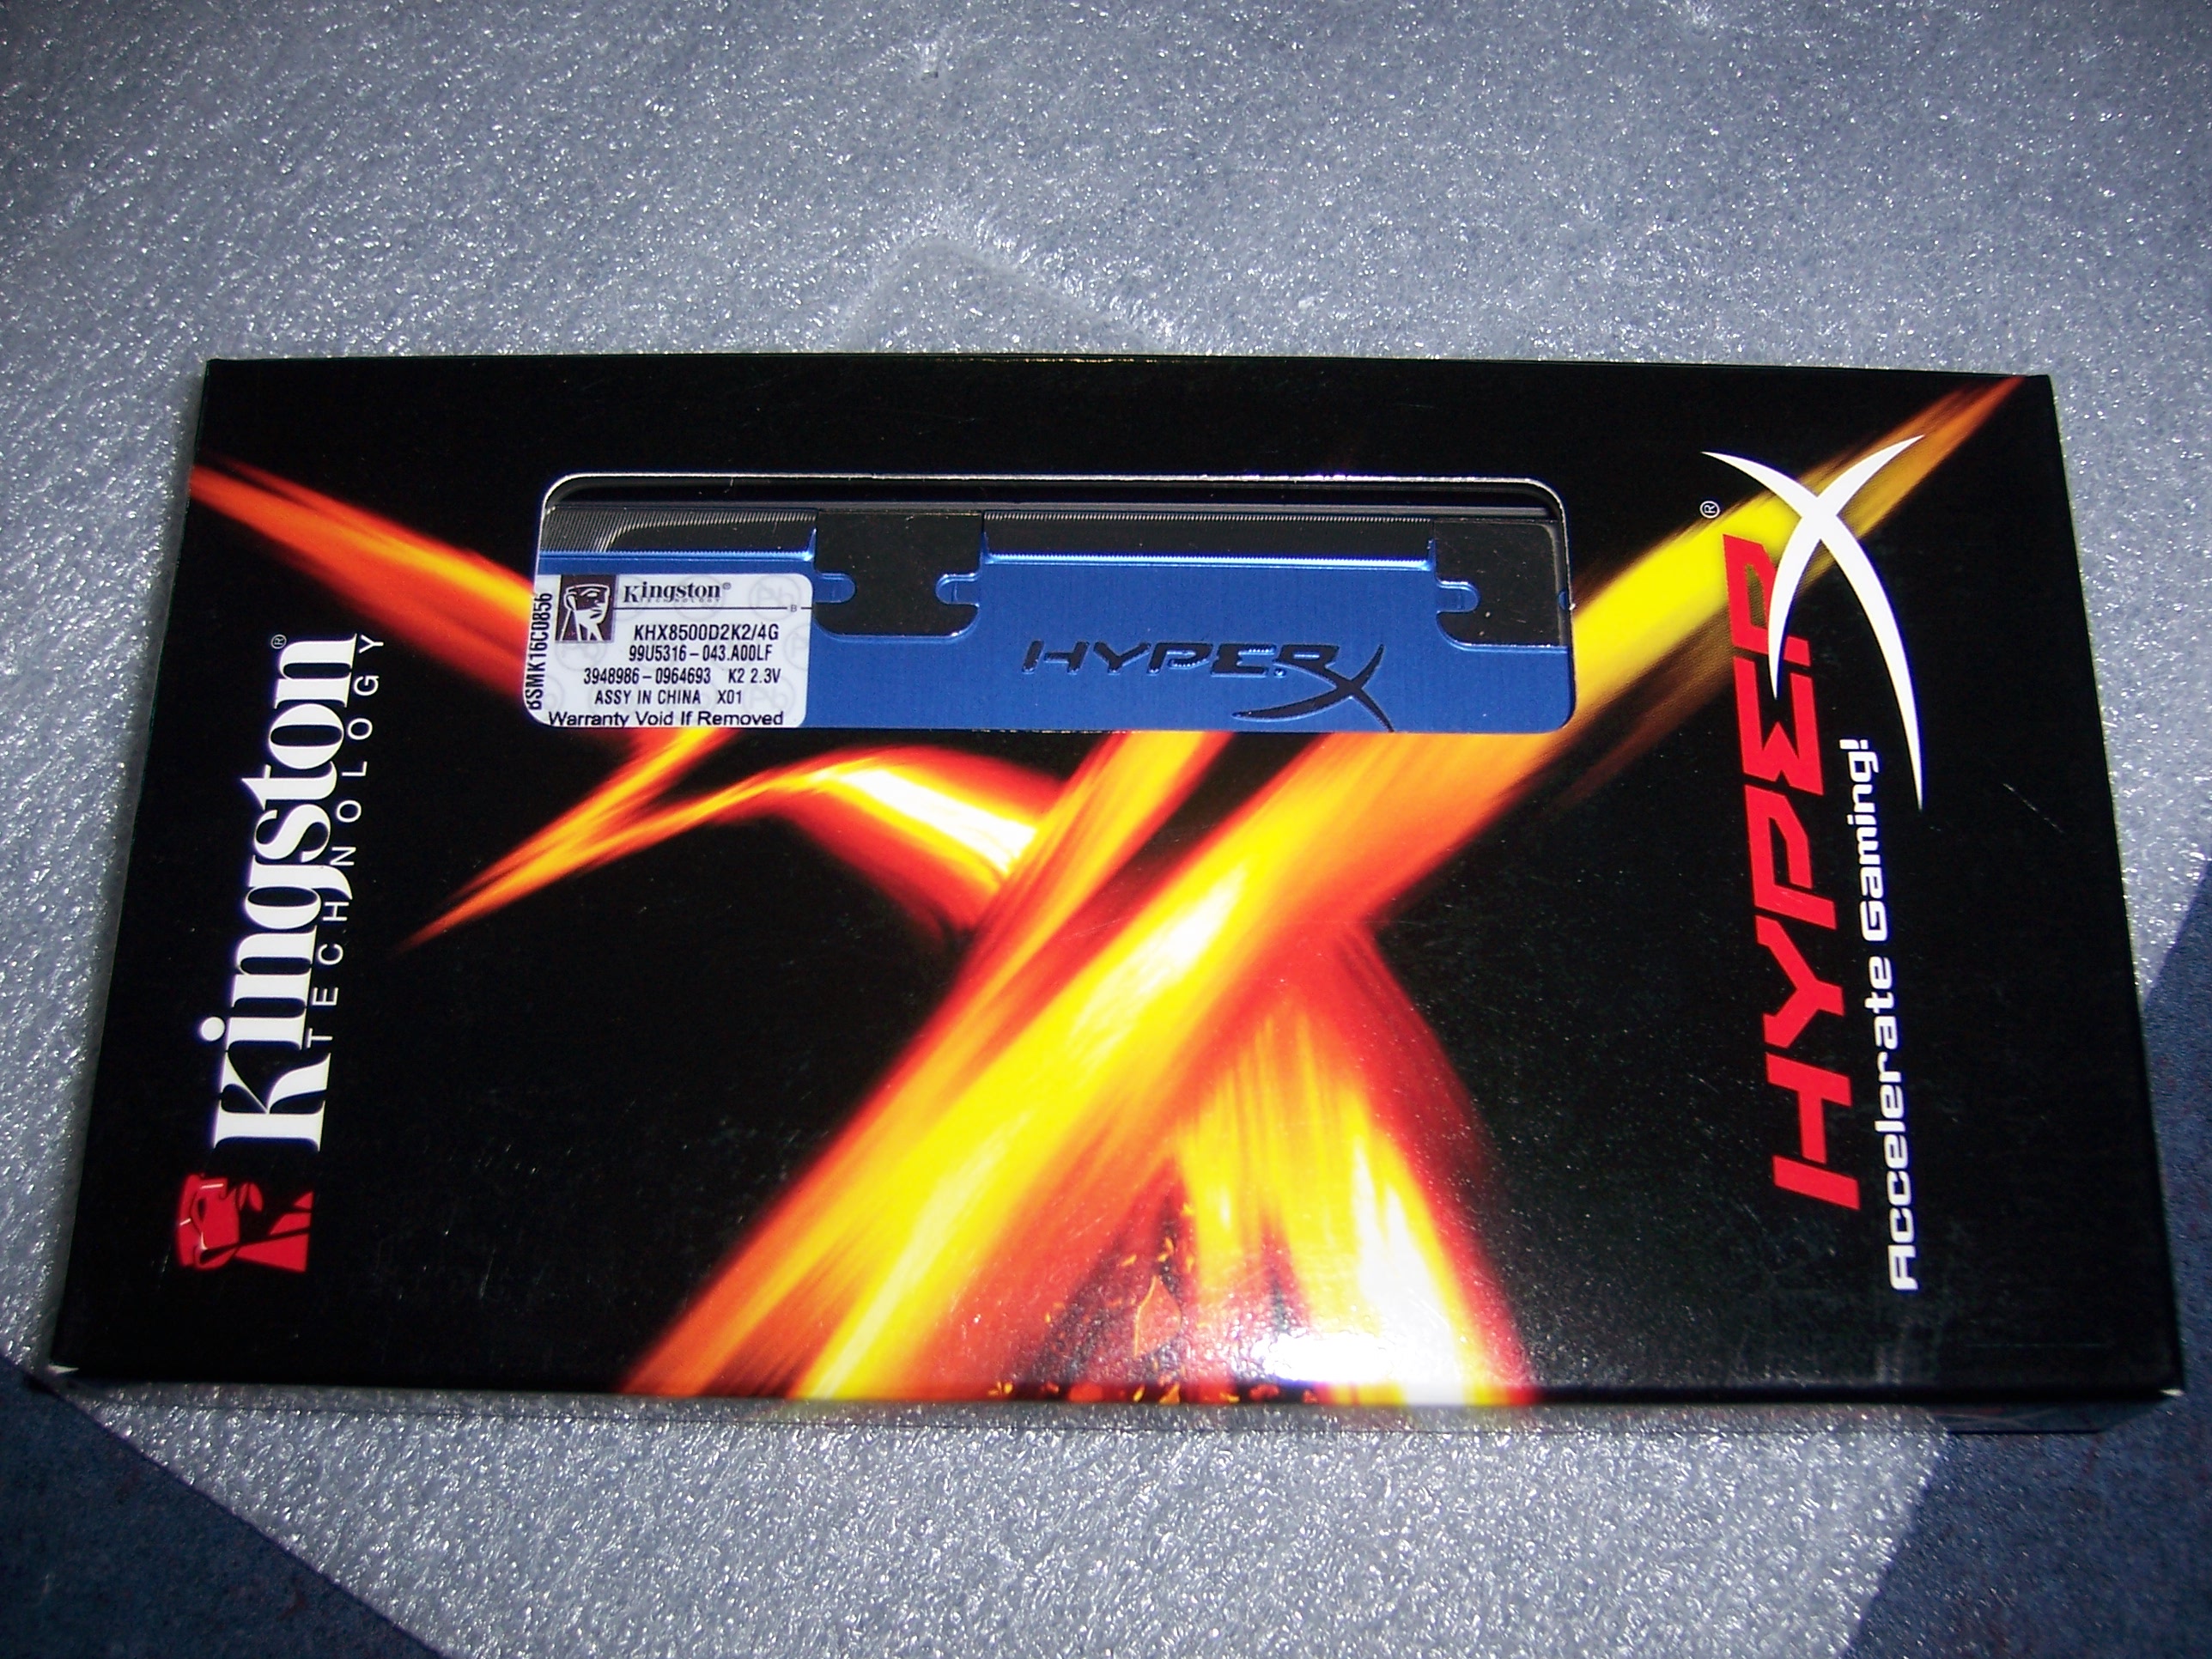 Kingston®
TECHNOLOGY
Kingston®
TECHNOLOGY
KHX8500D2K2/4G
99U5316-043.A00LF
3948986-0964693 K2 2.3V
ASSY IN CHINA X01
Warranty Void If Removed
HYPERX
HYPERX®
Accelerate Gaming!